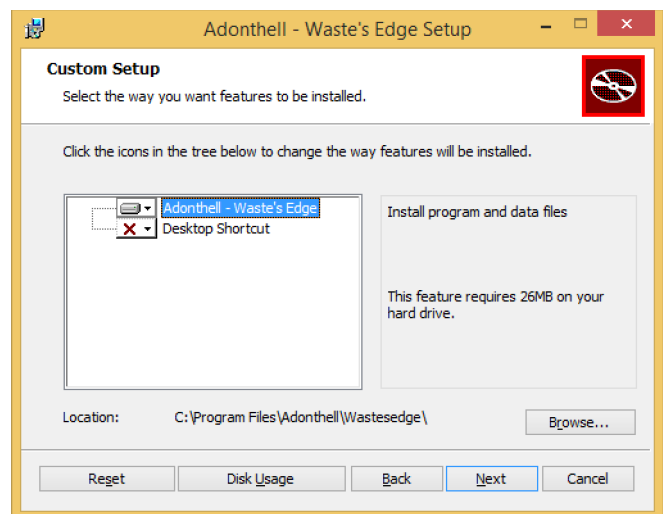 Adonthell - Waste's Edge Setup
Custom Setup
Select the way you want features to be installed.
Click the icons in the tree below to change the way features will be installed.
Adonthell - Waste's Edge
Desktop Shortcut
Install program and data files
This feature requires 26MB on your
hard drive.
Location: C:\Program Files\Adonthell\Wastesedge\
Browse...
Reset Disk Usage Back Next Cancel